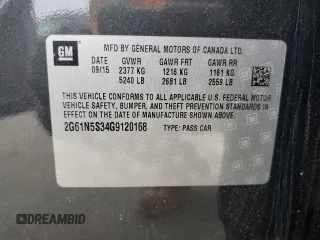 GM
MFD BY GENERAL MOTORS OF CANADA LTD.
DATE GVWR GAWR FRT GAWR RR
09/15 2377 KG 1216 KG 1161 KG
5240 LB 2681 LB 2559 LB
THIS VEHICLE CONFORMS TO ALL APPLICABLE U.S. FEDERAL
SAFETY, BUMPER, AND THEFT PREVENTION STANDARDS IN
EFFECT ON THE DATE OF MANUFACTURE SHOWN ABOVE.
2G61N5S34G9120168 TYPE: PASS CAR
DREAMBID